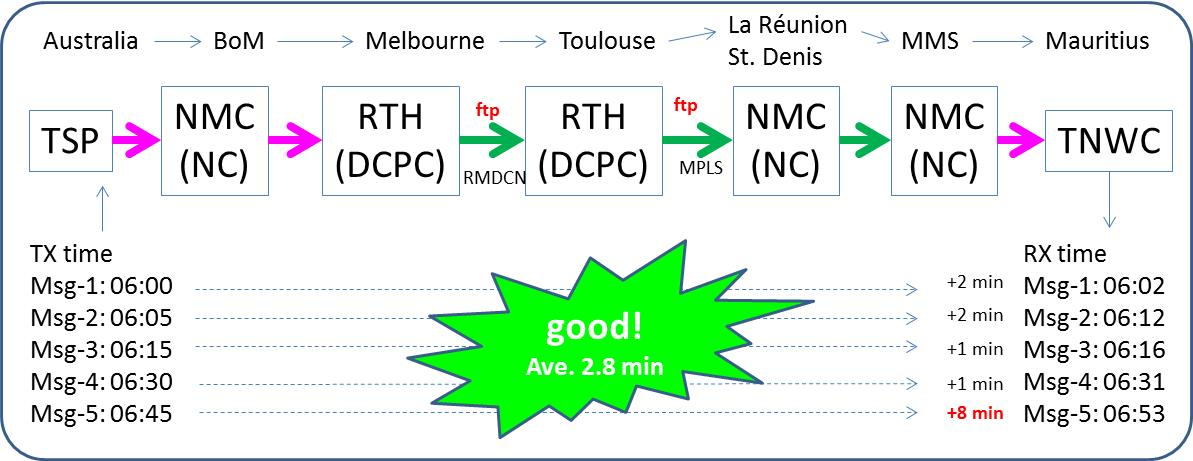 Australia BoM Melbourne Toulouse La Réunion St. Denis MMS Mauritius
TSP
NMC
(NC)
RTH
(DCPC)
ftp
RMDCN
RTH
(DCPC)
ftp
MPLS
NMC
(NC)
NMC
(NC)
TNWC
TX time
Msg-1: 06:00
Msg-2: 06:05
Msg-3: 06:15
Msg-4: 06:30
Msg-5: 06:45
good!
Ave. 2.8 min
+2 min
+2 min
+1 min
+1 min
+8 min
RX time
Msg-1: 06:02
Msg-2: 06:12
Msg-3: 06:16
Msg-4: 06:31
Msg-5: 06:53